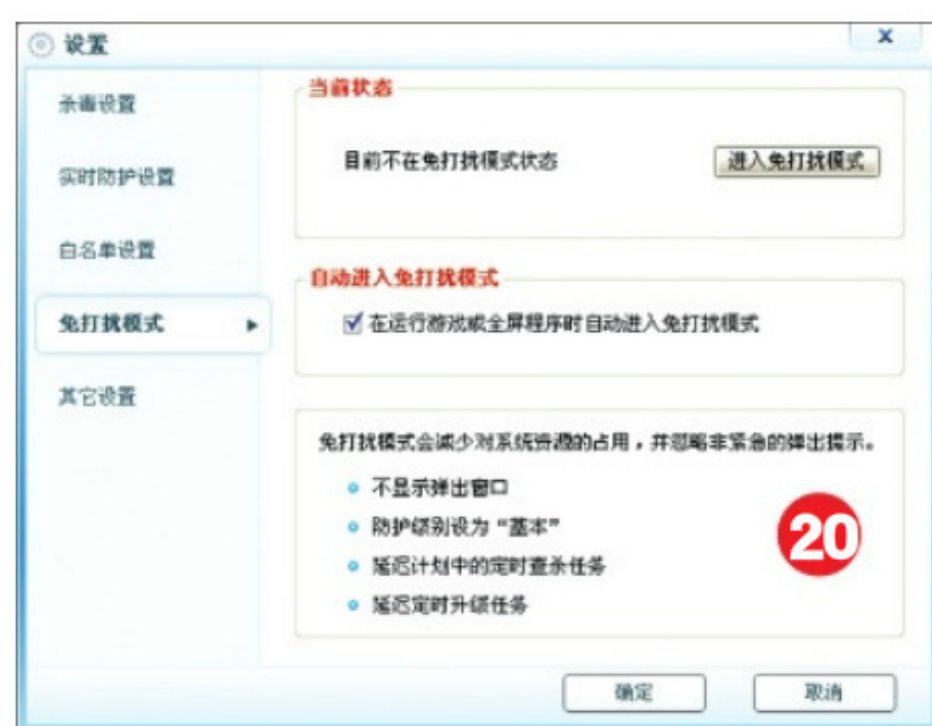 设置
x
杀毒设置
实时防护设置
白名单设置
免打扰模式
其它设置
当前状态
目前不在免打扰模式状态
进入免打扰模式
自动进入免打扰模式
在运行游戏或全屏程序时自动进入免打扰模式
免打扰模式会减少对系统资源的占用，并忽略非紧急的弹出提示。
不显示弹出窗口
防护级别设为“基本”
延迟计划中的定时查杀任务
延迟定时升级任务
20
确定
取消